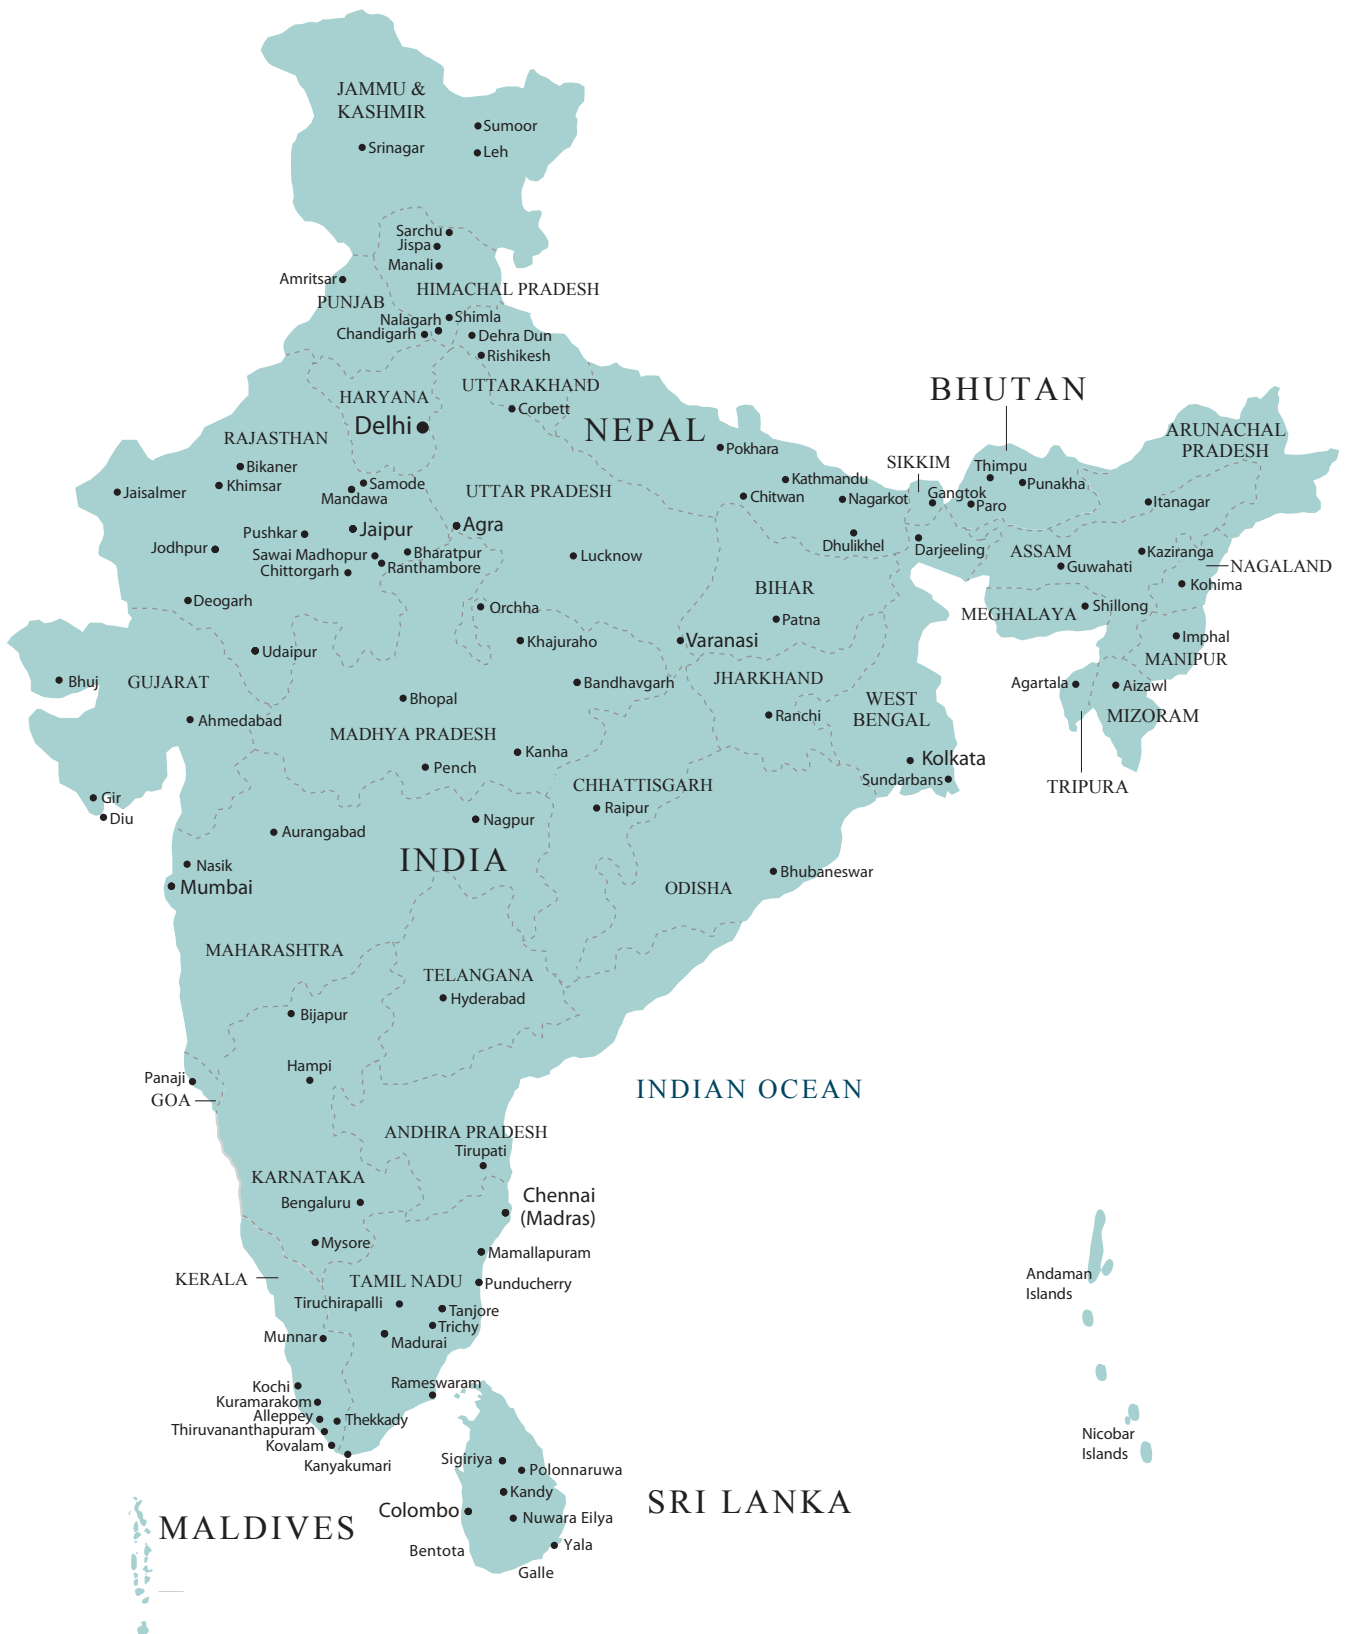 JAMMU &
KASHMIR
Sumoor
Srinagar
Leh
Sarchu
Jispa
Manali
Amritsar
HIMACHAL PRADESH
PUNJAB
Nalagarh
Shimla
Chandigarh
Dehra Dun
Rishikesh
UTTARAKHAND
HARYANA
Corbett
Delhi
NEPAL
BHUTAN
ARUNACHAL
PRADESH
RAJASTHAN
Pokhara
SIKKIM
Thimpu
Bikaner
Kathmandu
Khimsar
Samode
Mandawa
UTTAR PRADESH
Jaisalmer
Chitwan
Nagarkot
Gangtok
Punakha
Paro
Itanagar
Pushkar
Jaipur
Agra
Dhulikhel
Darjeeling
Jodhpur
Sawai Madhopur
Bharatpur
Chittorgarh
Ranthambore
Lucknow
ASSAM
Kaziranga
Guwahati
NAGALAND
Kohima
BIHAR
Deogarh
Orchha
Patna
MEGHALAYA
Shillong
Udaipur
Khajuraho
Varanasi
Imphal
MANIPUR
Bhuj
GUJARAT
Bandhavgarh
JHARKHAND
Agartala
Aizawl
Bhopal
WEST
BENGAL
Ahmedabad
Ranchi
MIZORAM
MADHYA PRADESH
Kanha
Pench
Kolkata
Sundarbans
CHHATTISGARH
TRIPURA
Gir
Diu
Raipur
Nagpur
Aurangabad
INDIA
Nasik
Mumbai
Bhubaneswar
ODISHA
MAHARASHTRA
TELANGANA
Hyderabad
Bijapur
Hampi
Panaji
GOA
INDIAN OCEAN
ANDHRA PRADESH
Tirupati
KARNATAKA
Bengaluru
Chennai
(Madras)
Mysore
Mamallapuram
KERALA
TAMIL NADU
Punducherry
Andaman
Islands
Tiruchirapalli
Tanjore
Trichy
Munnar
Madurai
Kochi
Rameswaram
Kuramarakom
Alleppey
Thekkady
Thiruvananthapuram
Kovalam
Kanyakumari
Nicobar
Islands
Sigiriya
Polonnaruwa
Kandy
SRI LANKA
Colombo
Nuwara Eilya
MALDIVES
Bentota
Yala
Galle